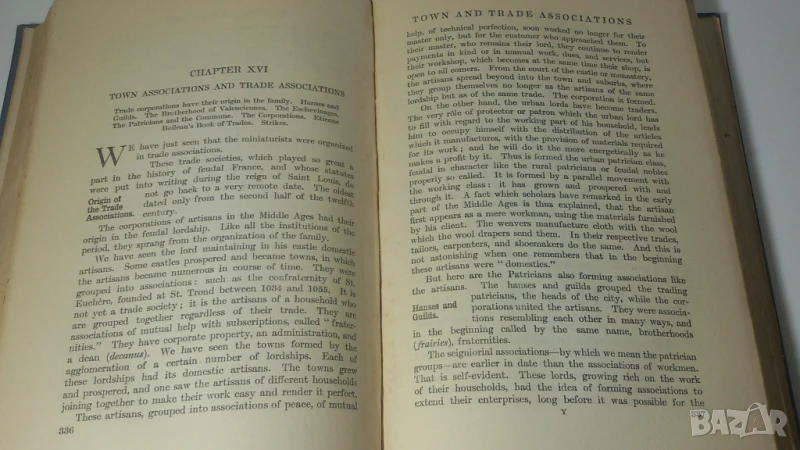 CHAPTER XVI
TOWN ASSOCIATIONS AND TRADE ASSOCIATIONS
Trade corporations have their origin in the family. Hanses and
Guilds. The Brotherhood of Valenciennes. The Eschevinages.
The Patricians and the Commune. The Corporations. Etienne
Boileau's Book of Trades. Strikes.
WE have just seen that the miniaturists were organized
in trade associations.
These trade societies, which played so great a
part in the history of feudal France, and whose statutes
were put into writing during the reign of Saint Louis, do
Origin of
the Trade
Associations.
not go back to a very remote date. The oldest
dated only from the second half of the twelfth
century.
The corporations of artisans in the Middle Ages had their
origin in the feudal lordship. Like all the institutions of the
period, they sprang from the organization of the family.
We have seen the lord maintaining in his castle domestic
artisans. Some castles prospered and became towns, in which
the artisans became numerous in course of time. They were
grouped into associations: such as the confraternity of St.
Euchère, founded at St. Trond between 1034 and 1055. It is
not yet a trade society; it is the artisans of a household who
are grouped together regardless of their trade. They are
associations of mutual help with subscriptions, called "frater-
nities." They have corporate property, an administration, and
a dean (decanus). We have seen the towns formed by the
agglomeration of a certain number of lordships. Each of
these lordships had its domestic artisans. The towns grew
and prospered, and one saw the artisans of different households
joining together to make their work easy and render it perfect.
These artisans, grouped into associations of peace, of mutual
336
TOWN AND TRADE ASSOCIATIONS
help, of technical perfection, soon worked no longer for their
master only, but for the customer who approached them. To
their master, who remains their lord, they continue to render
payments in kind or in manual work, dues, and services, but
their workshop, which becomes at the same time their shop, is
open to all comers. From the court of the castle or monastery,
the artisans spread beyond into the town and suburbs, where
they group themselves no longer as the artisans of the same
lordship but as of the same trade. The corporation is formed.
On the other hand, the urban lords have become traders.
The very rôle of protector or patron which the urban lord has
to fill with regard to the working part of his household, leads
him to occupy himself with the distribution of the articles
which it manufactures, with the provision of materials required
for its work; and he will do it the more energetically as he
makes a profit by it. Thus is formed the urban patrician class,
feudal in character like the rural patricians or feudal nobles
properly so called. It is formed by a parallel movement with
the working class: it has grown and prospered with and
through it. A fact which scholars have remarked in the early
part of the Middle Ages is thus explained, that the artisan
first appears as a mere workman, using the materials furnished
by his client. The weavers manufacture cloth with the wool
which the wool drapers send them. In their respective trades,
tailors, carpenters, and shoemakers do the same. And this is
not astonishing when one remembers that in the beginning
these artisans were "domestic."
But here are the Patricians also forming associations like
the artisans. The hanses and guilds grouped the trading
Hanses and
Guilds.
patricians, the heads of the city, while the cor-
porations united the artisans. They were associa-
tions resembling each other in many ways, and
in the beginning called by the same name, brotherhoods
(frairies), fraternities.
The seigniorial associations—by which we mean the patrician
groups—are earlier in date than the associations of workmen.
That is self-evident. These lords, growing rich on the work
of their households, had the idea of forming associations to
extend their enterprises, long before it was possible for the
Y
BAZAR